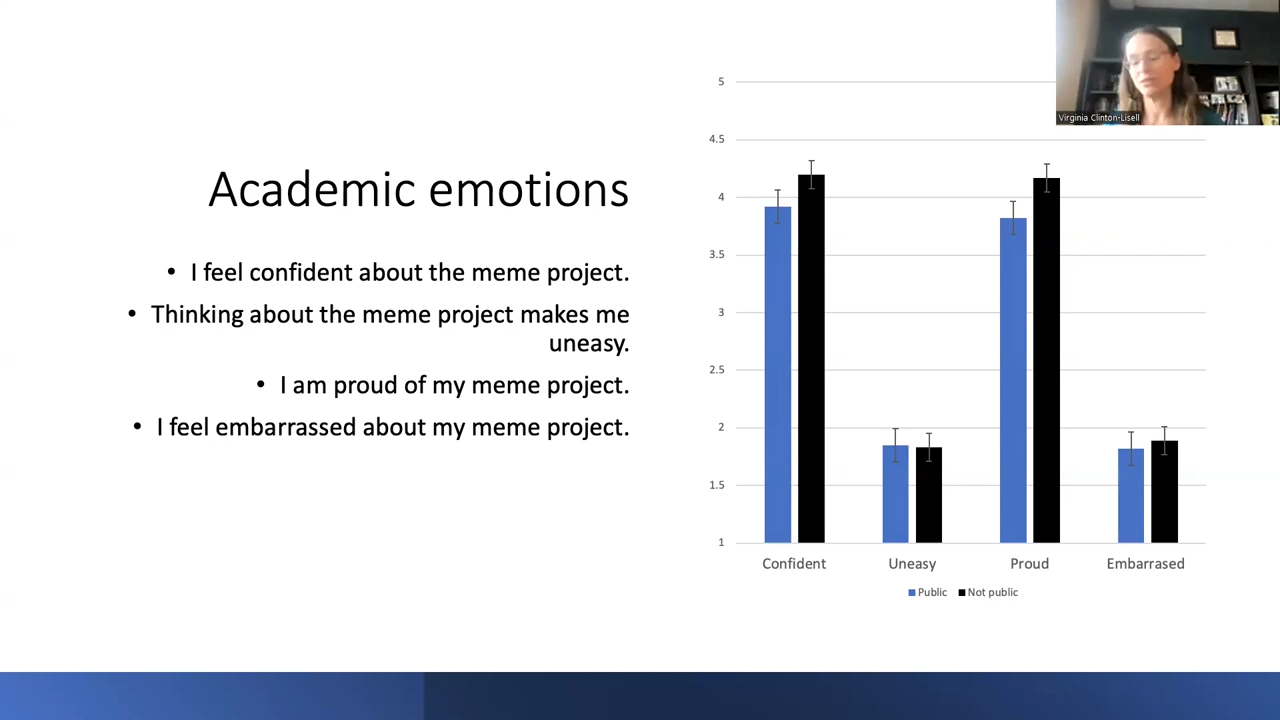 Academic emotions
• I feel confident about the meme project.
• Thinking about the meme project makes me
uneasy.
• I am proud of my meme project.
• I feel embarrassed about my meme project.
Virginia Clinton-Lisell
5
4.5
4
3.5
3
2.5
2
1.5
1
Confident Uneasy Proud Embarrased
Public Not public